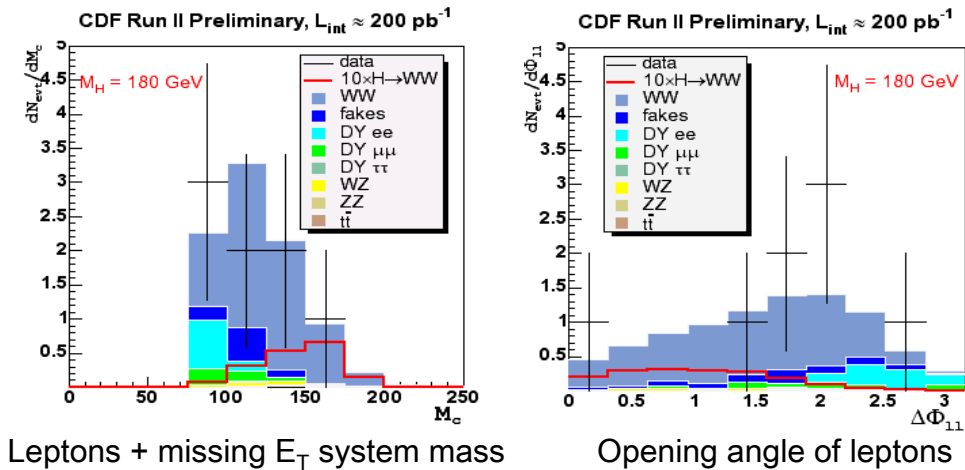 CDF Run II Preliminary, L_int ≈ 200 pb⁻¹
dN_evt/dM_c
5
4.5
4
3.5
3
2.5
2
1.5
1
0.5
M_H = 180 GeV
data
10×H→WW
WW
fakes
DY ee
DY μμ
DY ττ
WZ
ZZ
tt̄
0 50 100 150 200 250
M_c
Leptons + missing E_T system mass
CDF Run II Preliminary, L_int ≈ 200 pb⁻¹
dN_evt/dΦ_ll
5
4.5
4
3.5
3
2.5
2
1.5
1
0.5
data
10×H→WW
WW
fakes
DY ee
DY μμ
DY ττ
WZ
ZZ
tt̄
M_H = 180 GeV
0 0.5 1 1.5 2 2.5 3
ΔΦ_ll
Opening angle of leptons